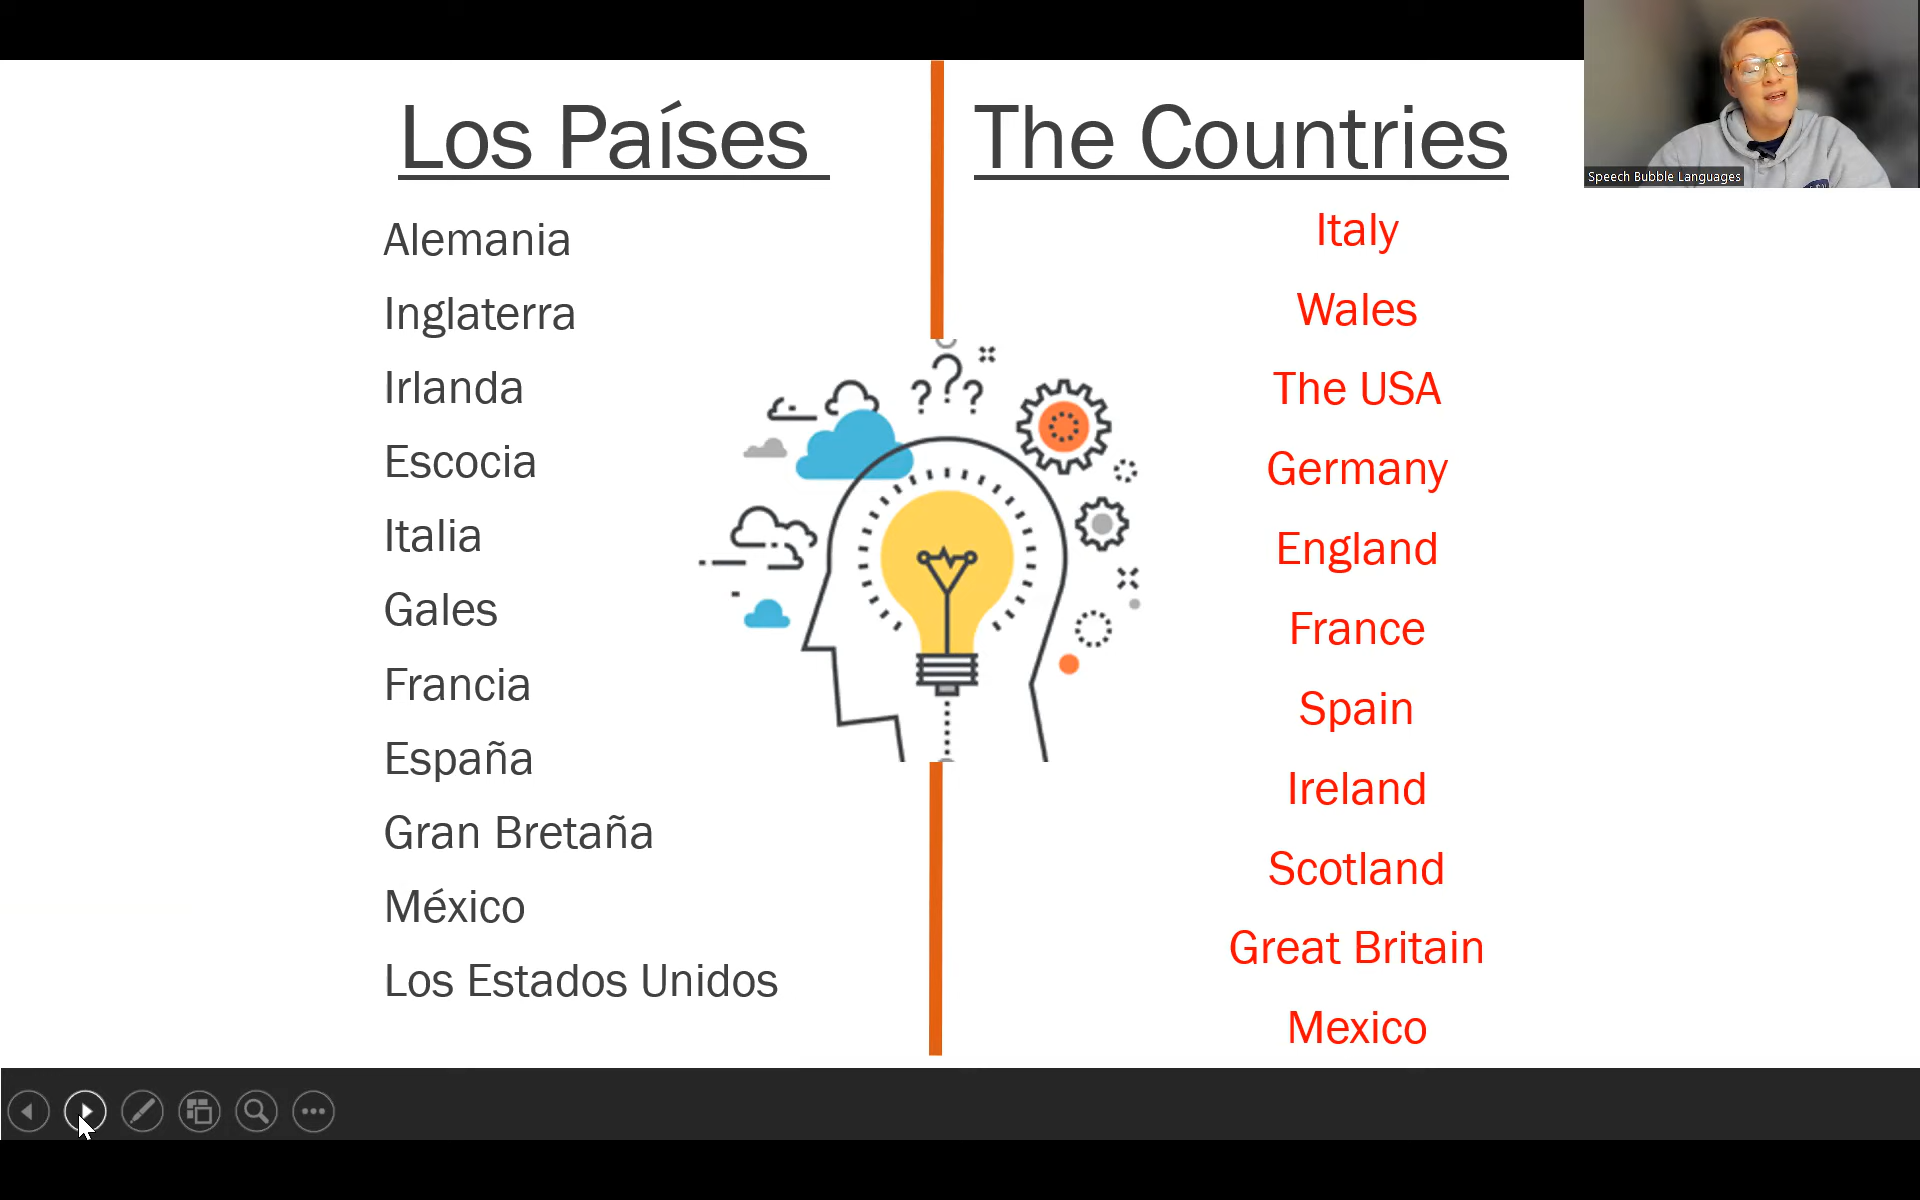 Los Países
Alemania
Inglaterra
Irlanda
Escocia
Italia
Gales
Francia
España
Gran Bretaña
México
Los Estados Unidos
The Countries
Italy
Wales
The USA
Germany
England
France
Spain
Ireland
Scotland
Great Britain
Mexico
???
Speech Bubble Languages